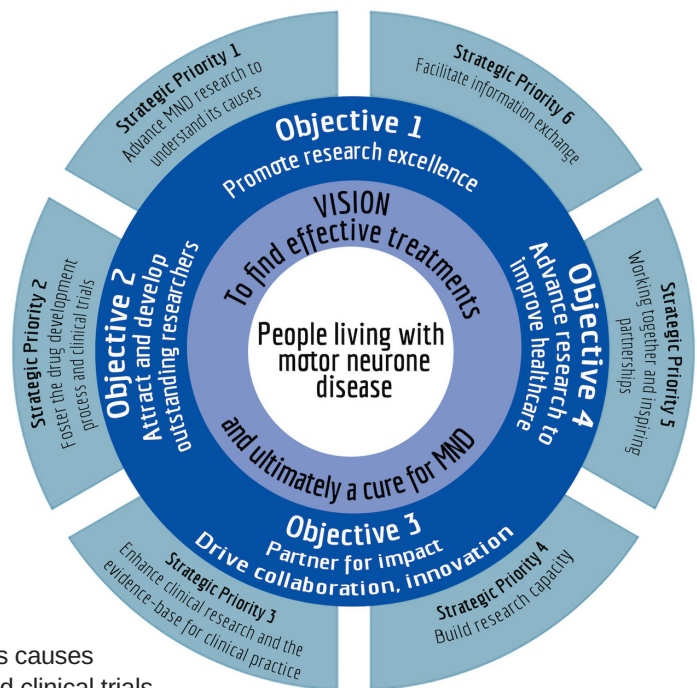 Strategic Priority 1
Advance MND research to
understand its causes
Strategic Priority 6
Facilitate information exchange
Objective 1
Promote research excellence
VISION
To find effective treatments
Strategic Priority 2
Foster the drug development
process and clinical trials
Objective 2
Attract and develop
outstanding researchers
People living with
motor neurone
disease
Objective 4
Advance research to
improve healthcare
Strategic Priority 5
Working together and inspiring
partnerships
and ultimately a cure for MND
Objective 3
Partner for impact
Drive collaboration, innovation
Strategic Priority 3
Enhance clinical research and the
evidence-base for clinical practice
Strategic Priority 4
Build research capacity
s causes
d clinical trials